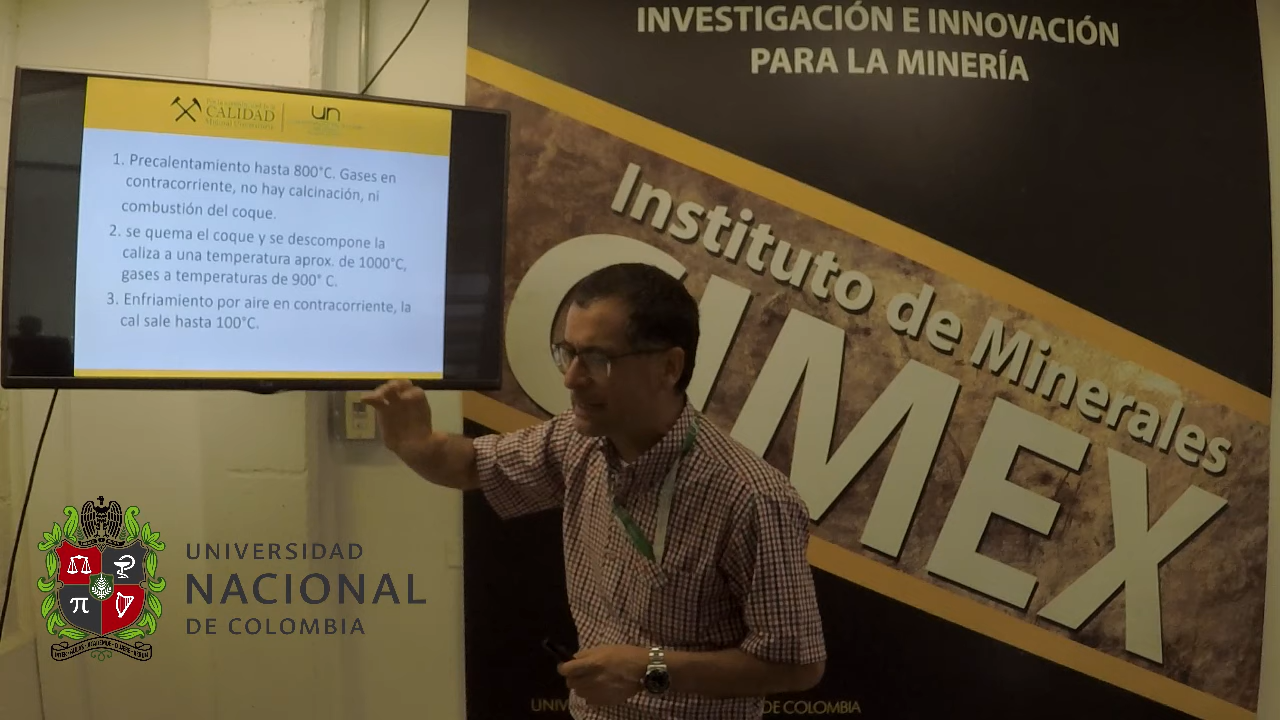 INVESTIGACIÓN E INNOVACIÓN
PARA LA MINERÍA
CALIDAD
un
1. Precalentamiento hasta 800°C. Gases en
contracorriente, no hay calcinación, ni
combustión del coque.
2. se quema el coque y se descompone la
caliza a una temperatura aprox. de 1000°C,
gases a temperaturas de 900° C.
3. Enfriamiento por aire en contracorriente, la
cal sale hasta 100°C.
Instituto de Minerales
CIMEX
UNIVERSIDAD
NACIONAL
DE COLOMBIA
π
UNIV
DE COLOMBIA